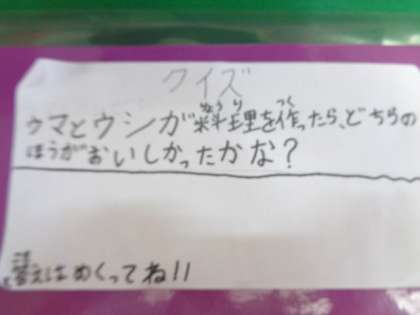 クイズ
ウマとウシが料理を作ったら、どちらの
ほうがおいしかったかな？
答えはめくってね!!